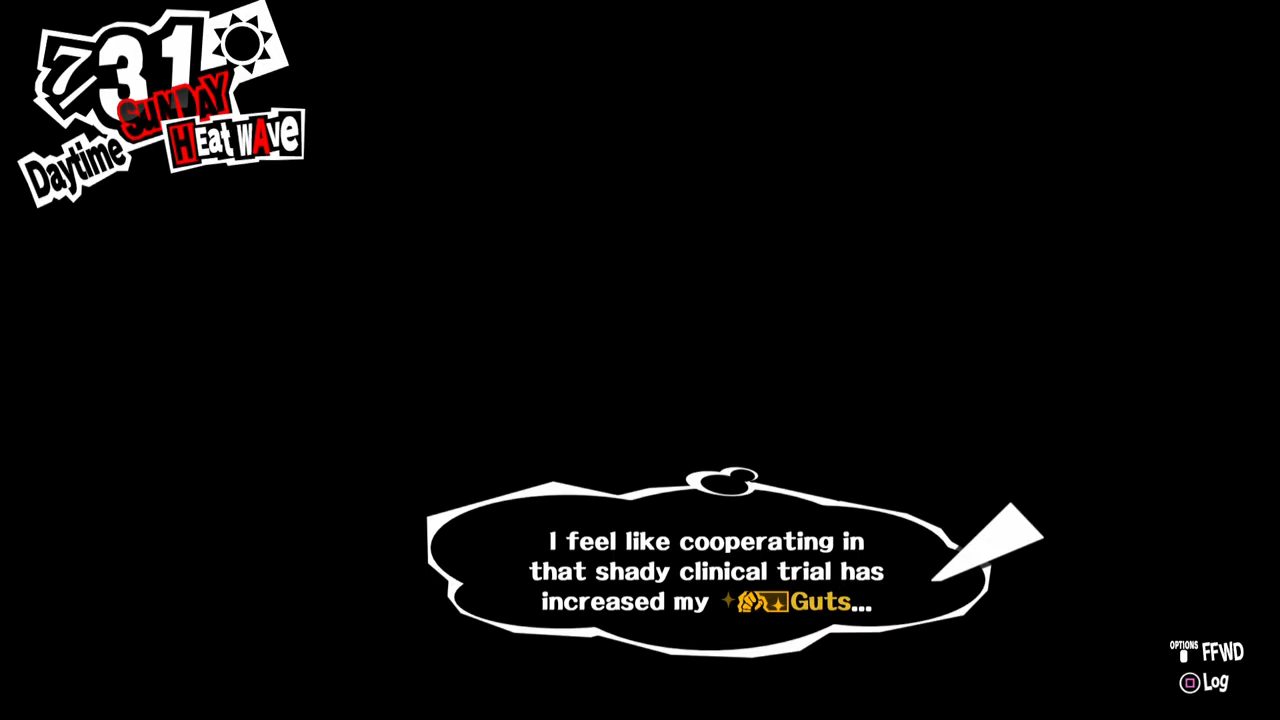 7 31
SUNDAY
Daytime
HEat wAve
I feel like cooperating in
that shady clinical trial has
increased my Guts...
OPTIONS FFWD
Log